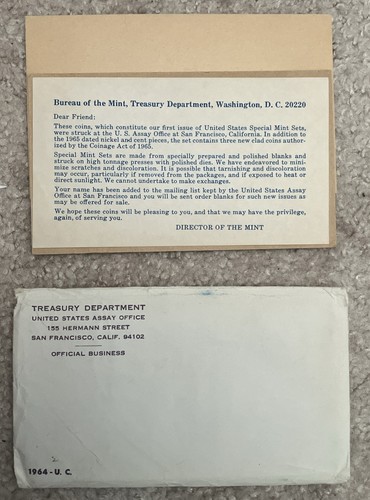 Bureau of the Mint, Treasury Department, Washington, D. C. 20220
Dear Friend:
These coins, which constitute our first issue of United States Special Mint Sets,
were struck at the U. S. Assay Office at San Francisco, California. In addition to
the 1965 dated nickel and cent pieces, the set contains three new clad coins author-
ized by the Coinage Act of 1965.
Special Mint Sets are made from specially prepared and polished blanks and
struck on high tonnage presses with polished dies. We have endeavored to mini-
mize scratches and discoloration. It is possible that tarnishing and discoloration
may occur, particularly if removed from the packages, and if exposed to heat or
direct sunlight. We cannot undertake to make exchanges.
Your name has been added to the mailing list kept by the United States Assay
Office at San Francisco and you will be sent order blanks for such new issues as
may be offered for sale.
We hope these coins will be pleasing to you, and that we may have the privilege,
again, of serving you.
DIRECTOR OF THE MINT
TREASURY DEPARTMENT
UNITED STATES ASSAY OFFICE
155 HERMANN STREET
SAN FRANCISCO, CALIF. 94102
OFFICIAL BUSINESS
1964 - U. C.